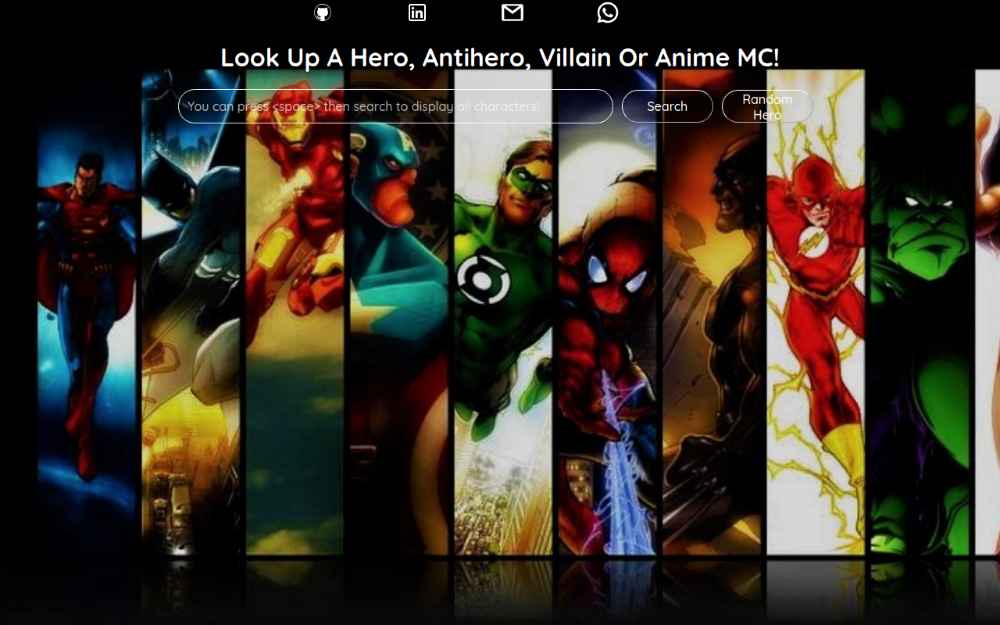 Look Up A Hero, Antihero, Villain Or Anime MC!
You can press <space> then search to display all characters!
Search
Random
Hero